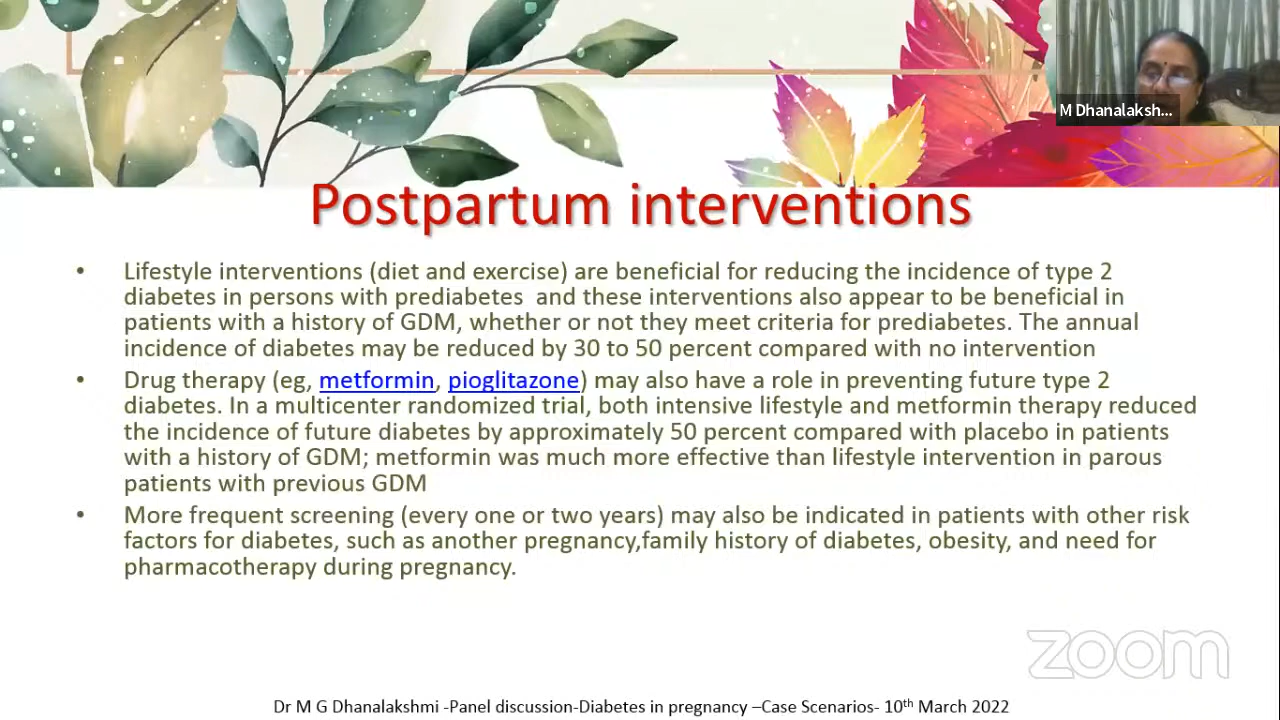 M Dhanalaksh...
Postpartum interventions
• Lifestyle interventions (diet and exercise) are beneficial for reducing the incidence of type 2
diabetes in persons with prediabetes and these interventions also appear to be beneficial in
patients with a history of GDM, whether or not they meet criteria for prediabetes. The annual
incidence of diabetes may be reduced by 30 to 50 percent compared with no intervention
• Drug therapy (eg, metformin, pioglitazone) may also have a role in preventing future type 2
diabetes. In a multicenter randomized trial, both intensive lifestyle and metformin therapy reduced
the incidence of future diabetes by approximately 50 percent compared with placebo in patients
with a history of GDM; metformin was much more effective than lifestyle intervention in parous
patients with previous GDM
• More frequent screening (every one or two years) may also be indicated in patients with other risk
factors for diabetes, such as another pregnancy,family history of diabetes, obesity, and need for
pharmacotherapy during pregnancy.
zoom
Dr M G Dhanalakshmi -Panel discussion-Diabetes in pregnancy –Case Scenarios- 10th March 2022